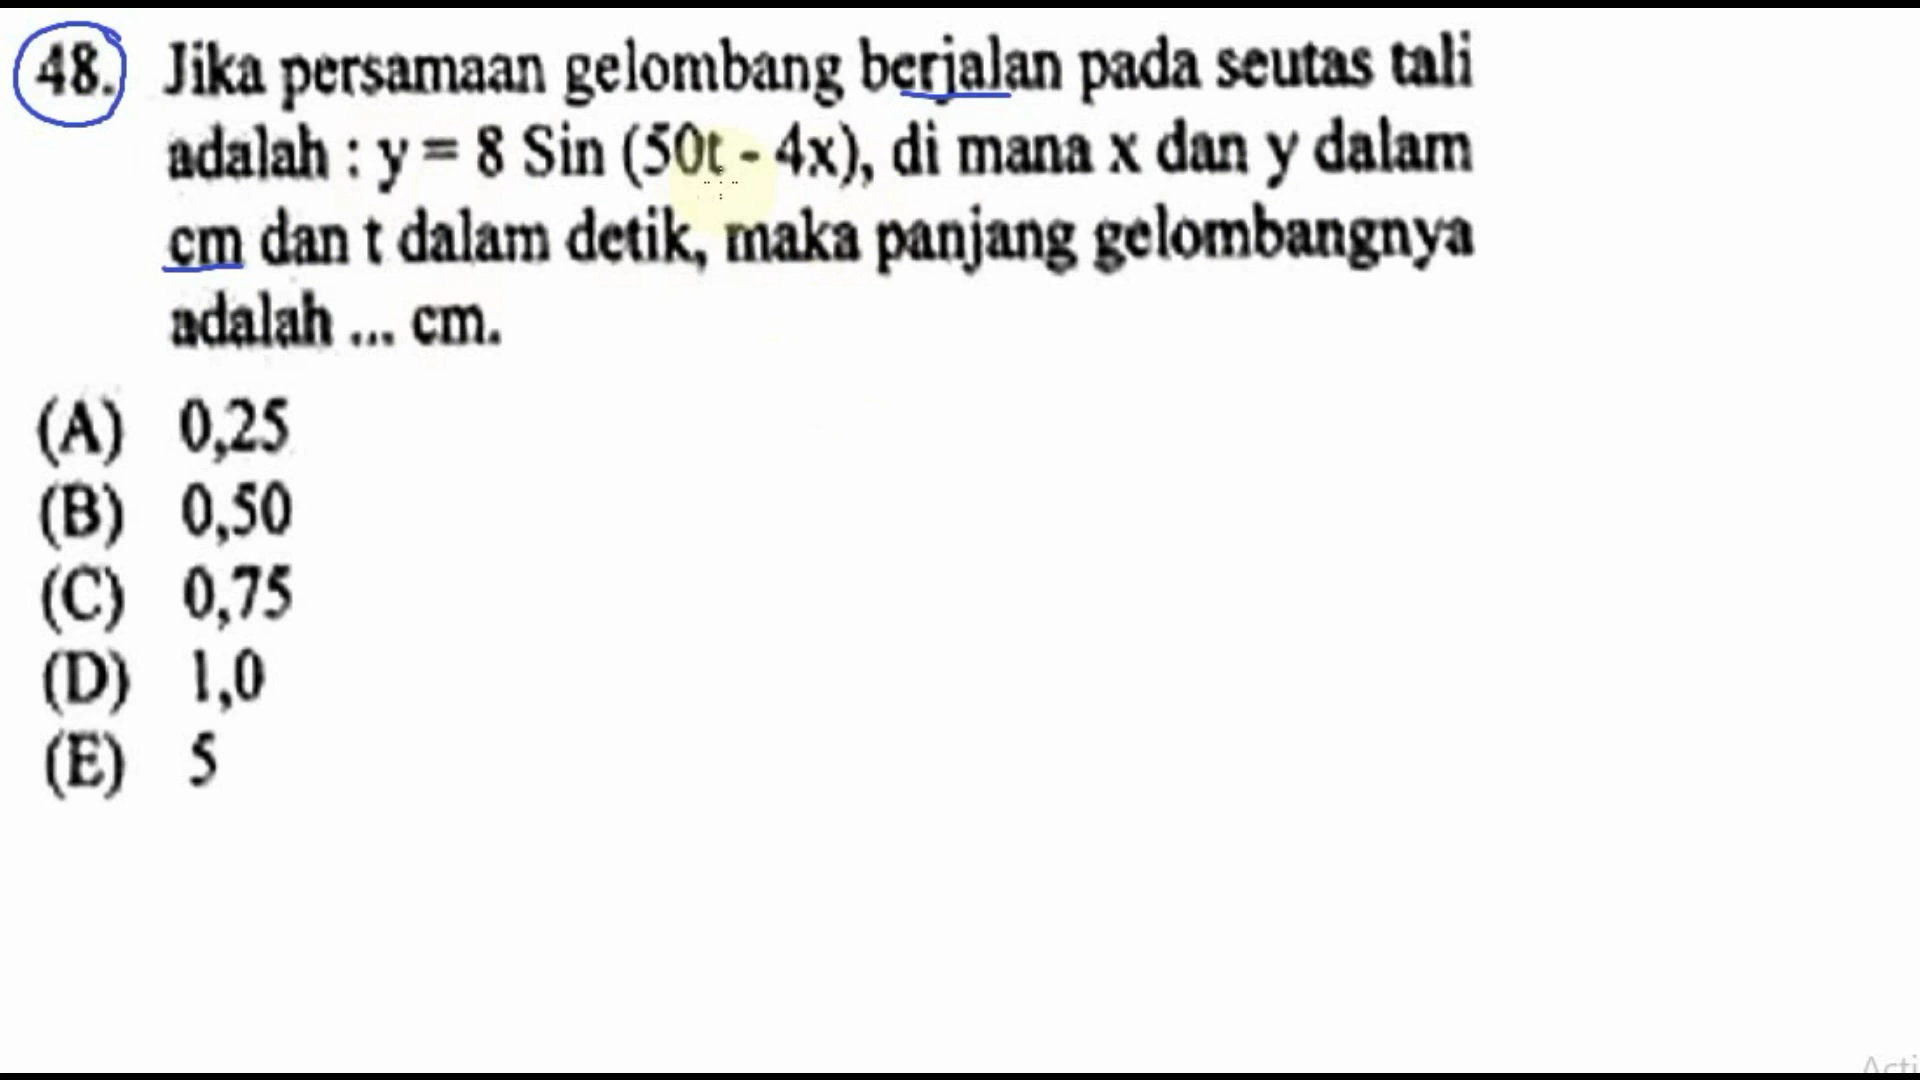 48. Jika persamaan gelombang berjalan pada seutas tali
adalah : y = 8 Sin (50t - 4x), di mana x dan y dalam
cm dan t dalam detik, maka panjang gelombangnya
adalah ... cm.
(A) 0,25
(B) 0,50
(C) 0,75
(D) 1,0
(E) 5